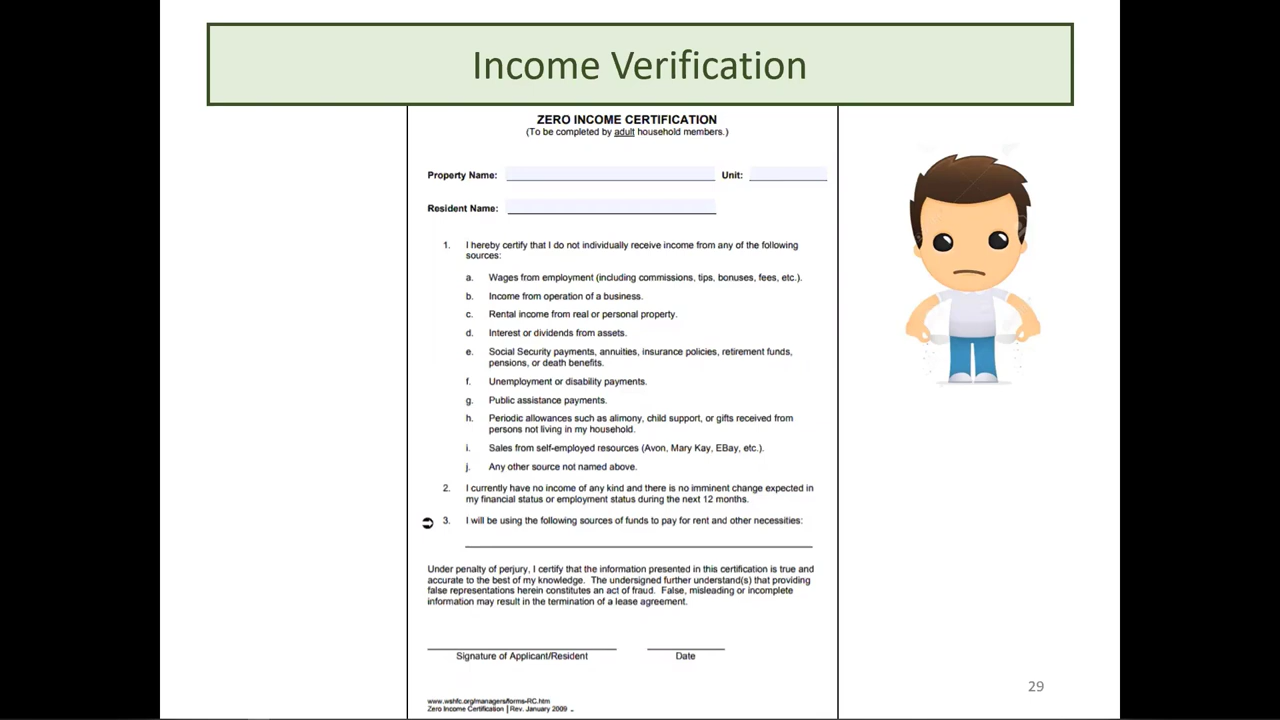 Income Verification
ZERO INCOME CERTIFICATION
(To be completed by adult household members.)
Property Name: Unit:
Resident Name:
1. I hereby certify that I do not individually receive income from any of the following
sources:
a. Wages from employment (including commissions, tips, bonuses, fees, etc.).
b. Income from operation of a business.
c. Rental income from real or personal property.
d. Interest or dividends from assets.
e. Social Security payments, annuities, insurance policies, retirement funds,
pensions, or death benefits.
f. Unemployment or disability payments.
g. Public assistance payments.
h. Periodic allowances such as alimony, child support, or gifts received from
persons not living in my household.
i. Sales from self-employed resources (Avon, Mary Kay, EBay, etc.).
j. Any other source not named above.
2. I currently have no income of any kind and there is no imminent change expected in
my financial status or employment status during the next 12 months.
3. I will be using the following sources of funds to pay for rent and other necessities:
Under penalty of perjury, I certify that the information presented in this certification is true and
accurate to the best of my knowledge. The undersigned further understand(s) that providing
false representations herein constitutes an act of fraud. False, misleading or incomplete
information may result in the termination of a lease agreement.
Signature of Applicant/Resident Date
www.wshfc.org/managers/forms-RC.htm
Zero Income Certification | Rev. January 2009
29